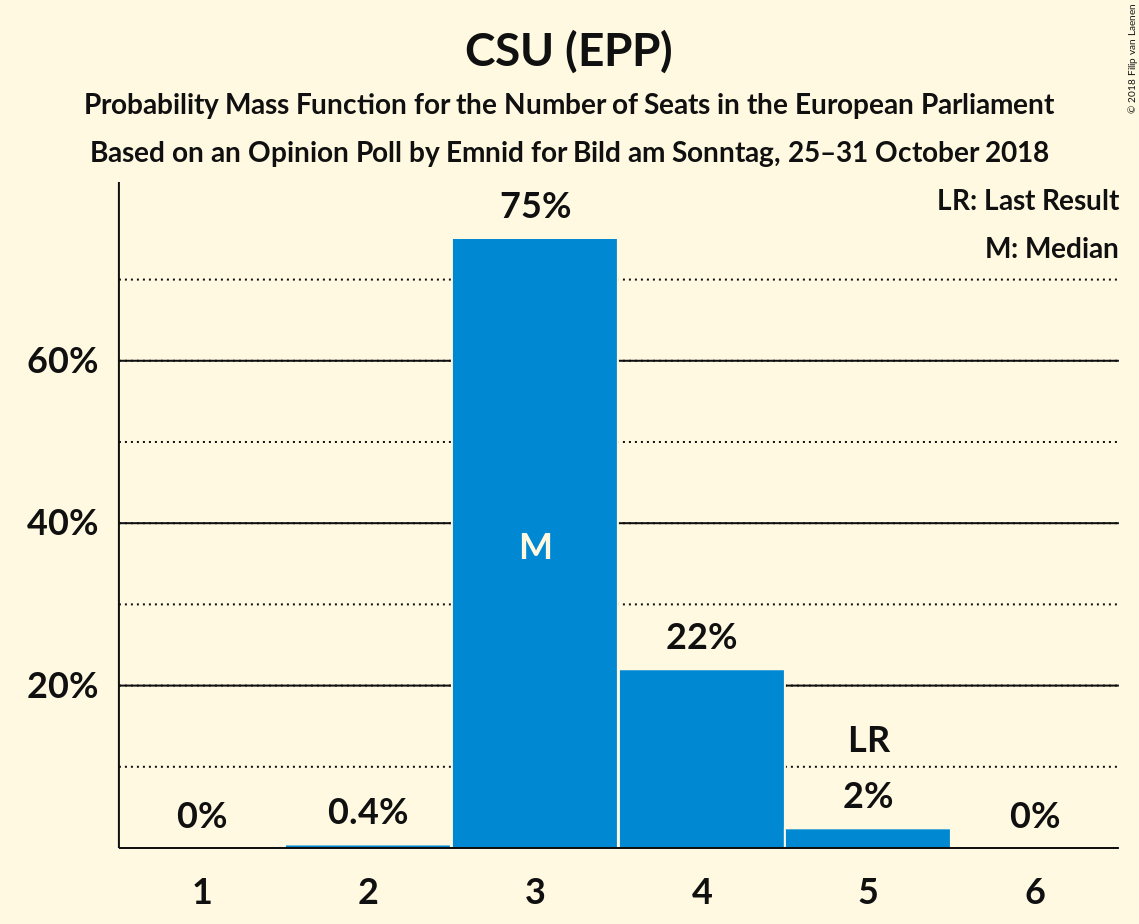 CSU (EPP)
Probability Mass Function for the Number of Seats in the European Parliament
Based on an Opinion Poll by Emnid for Bild am Sonntag, 25–31 October 2018
© 2018 Filip van Laenen
LR: Last Result
M: Median
75%
60%
40%
M
22%
20%
LR
0%
0.4%
2%
0%
1 2 3 4 5 6